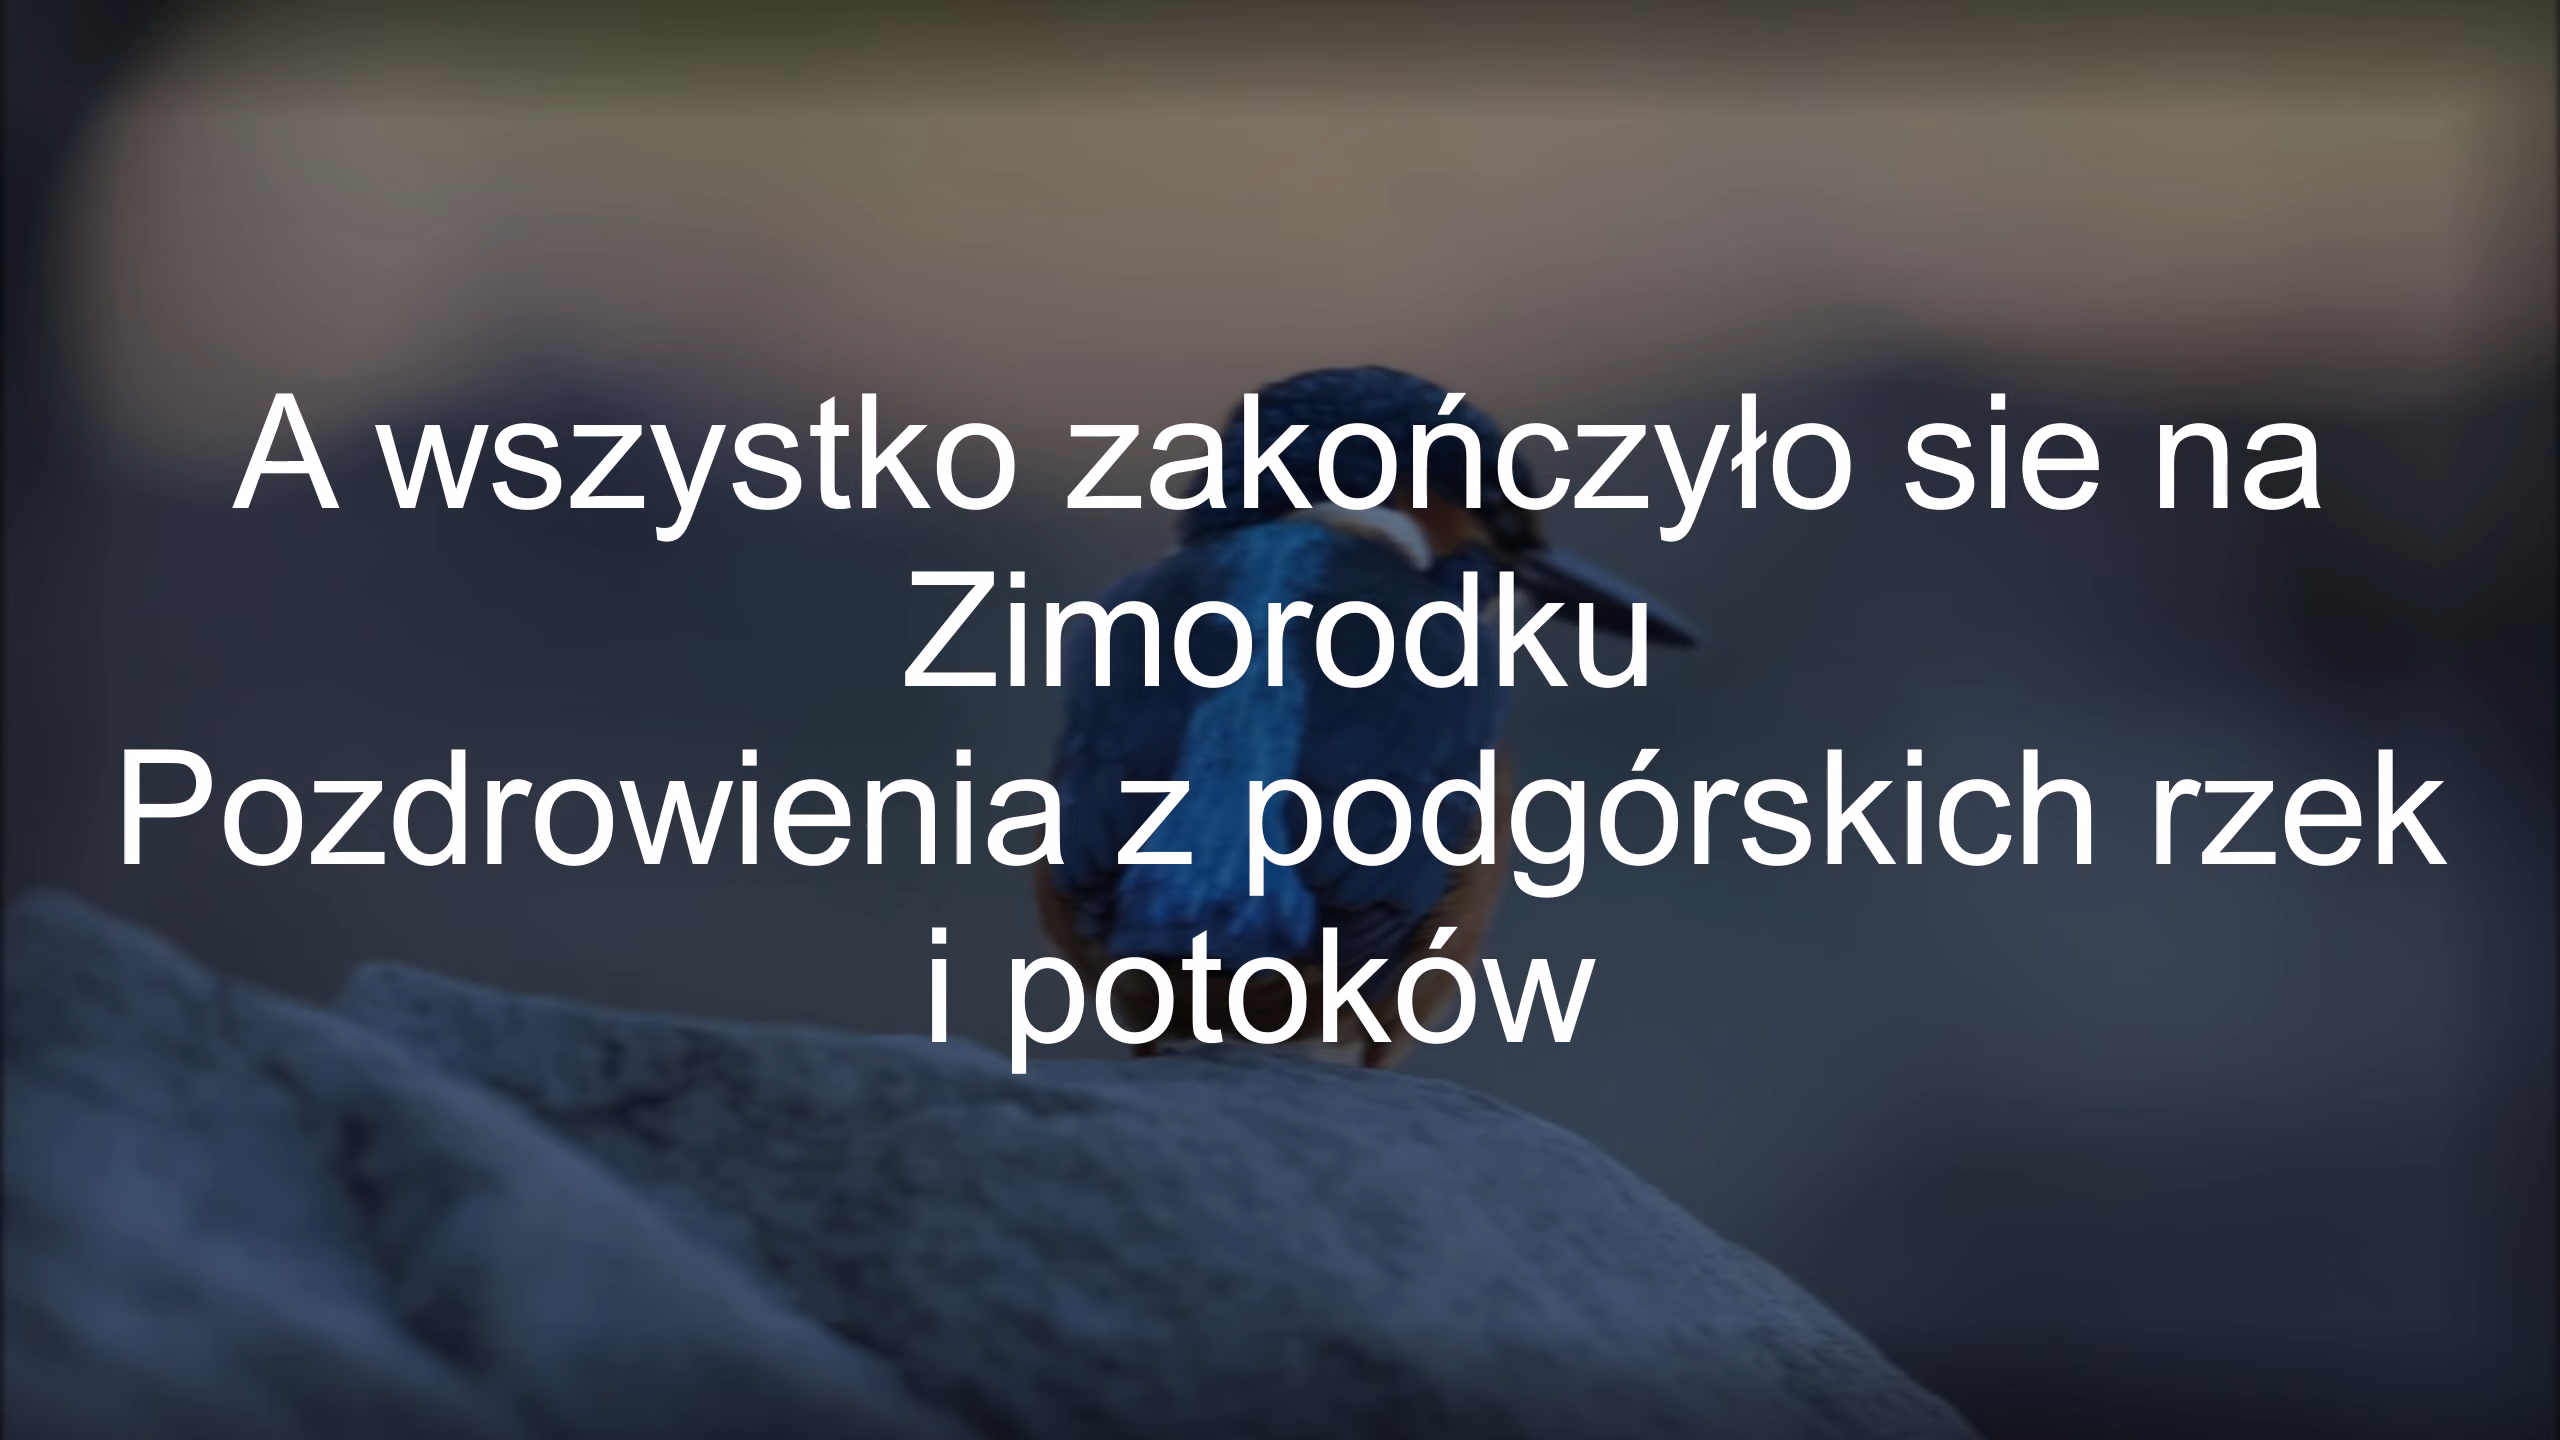 A wszystko zakończyło sie na
Zimorodku
Pozdrowienia z podgórskich rzek
i potoków